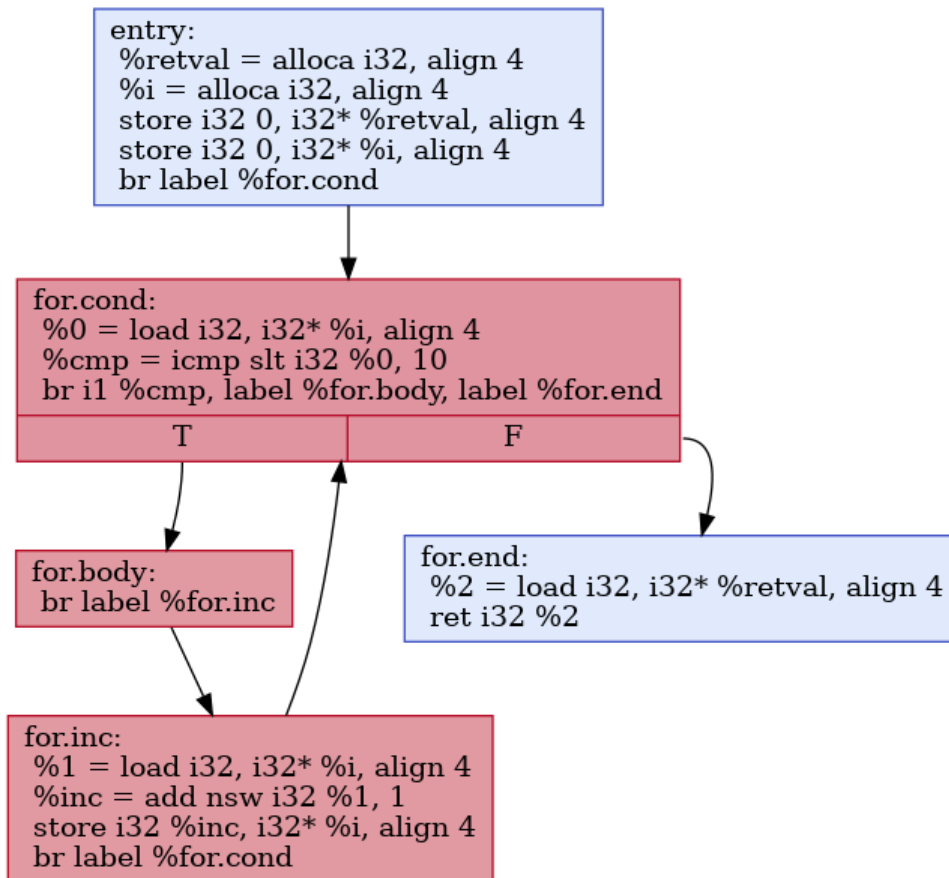 entry:
%retval = alloca i32, align 4
%i = alloca i32, align 4
store i32 0, i32* %retval, align 4
store i32 0, i32* %i, align 4
br label %for.cond
for.cond:
%0 = load i32, i32* %i, align 4
%cmp = icmp slt i32 %0, 10
br i1 %cmp, label %for.body, label %for.end
T F
for.body:
br label %for.inc
for.end:
%2 = load i32, i32* %retval, align 4
ret i32 %2
for.inc:
%1 = load i32, i32* %i, align 4
%inc = add nsw i32 %1, 1
store i32 %inc, i32* %i, align 4
br label %for.cond